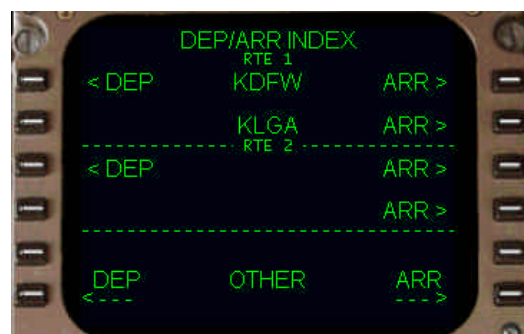 DEP/ARR INDEX
RTE 1
< DEP KDFW ARR >
KLGA ARR >
RTE 2
< DEP ARR >
ARR >
DEP OTHER ARR
<--- --->